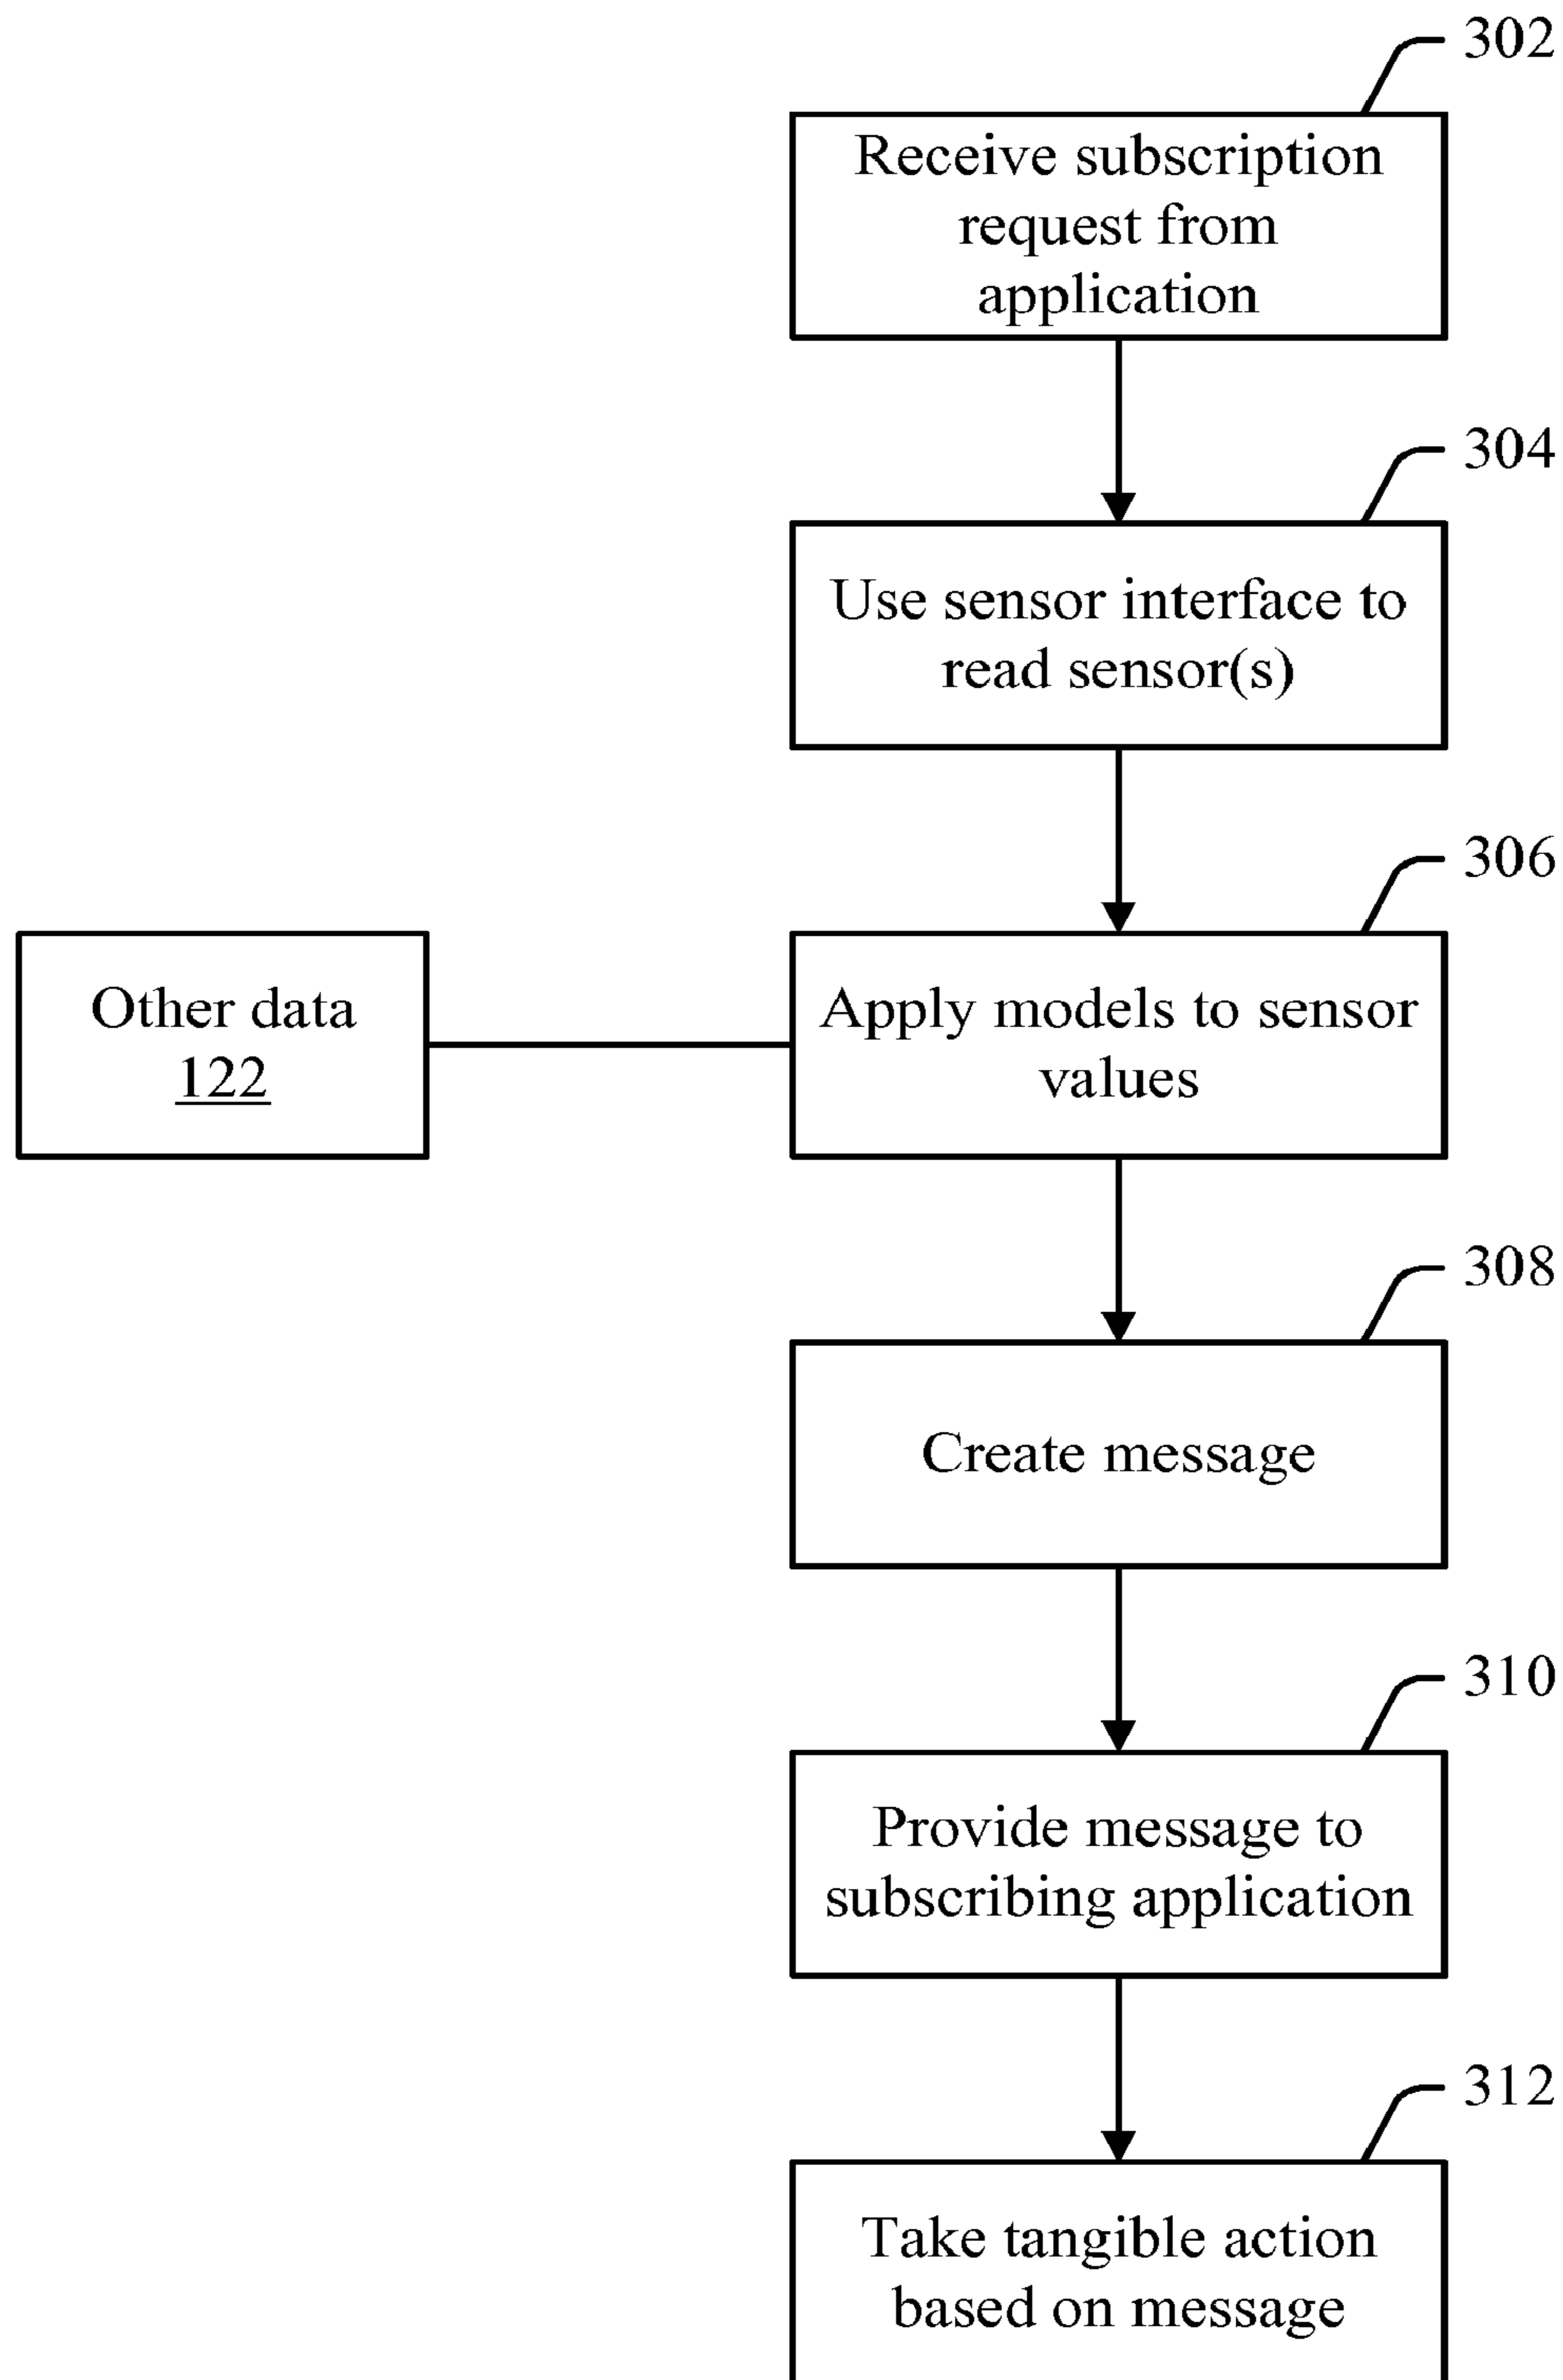 302
Receive subscription
request from
application
304
Use sensor interface to
read sensor(s)
306
Other data
122
Apply models to sensor
values
308
Create message
310
Provide message to
subscribing application
312
Take tangible action
based on message